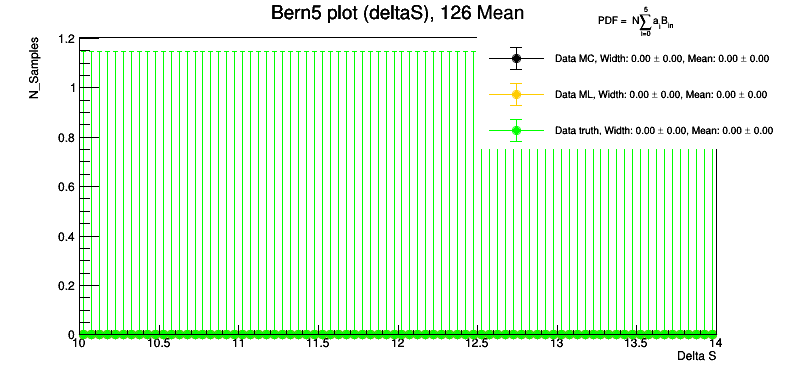 Bern5 plot (deltaS), 126 Mean
PDF = N∑ a_i B_in
5
i=0
N_Samples
Data MC, Width: 0.00 ± 0.00, Mean: 0.00 ± 0.00
Data ML, Width: 0.00 ± 0.00, Mean: 0.00 ± 0.00
Data truth, Width: 0.00 ± 0.00, Mean: 0.00 ± 0.00
1.2
1
0.8
0.6
0.4
0.2
0
10 10.5 11 11.5 12 12.5 13 13.5 14
Delta S